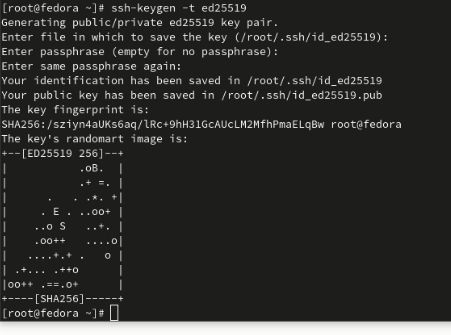 [root@fedora ~]# ssh-keygen -t ed25519
Generating public/private ed25519 key pair.
Enter file in which to save the key (/root/.ssh/id_ed25519):
Enter passphrase (empty for no passphrase):
Enter same passphrase again:
Your identification has been saved in /root/.ssh/id_ed25519
Your public key has been saved in /root/.ssh/id_ed25519.pub
The key fingerprint is:
SHA256:/sziyn4aUKs6aq/lRc+9hH31GcAUcLM2MfhPmaELqBw root@fedora
The key's randomart image is:
+--[ED25519 256]--+
|           .oB.  |
|           .+ =. |
|      .   . .*. +|
|     . E . ..oo+ |
|    ..o S   ..+. |
|    .oo++   ....o|
|   ....+.+ .   o |
| .+... .++o      |
|oo++ .==.o+      |
+----[SHA256]-----+
[root@fedora ~]#